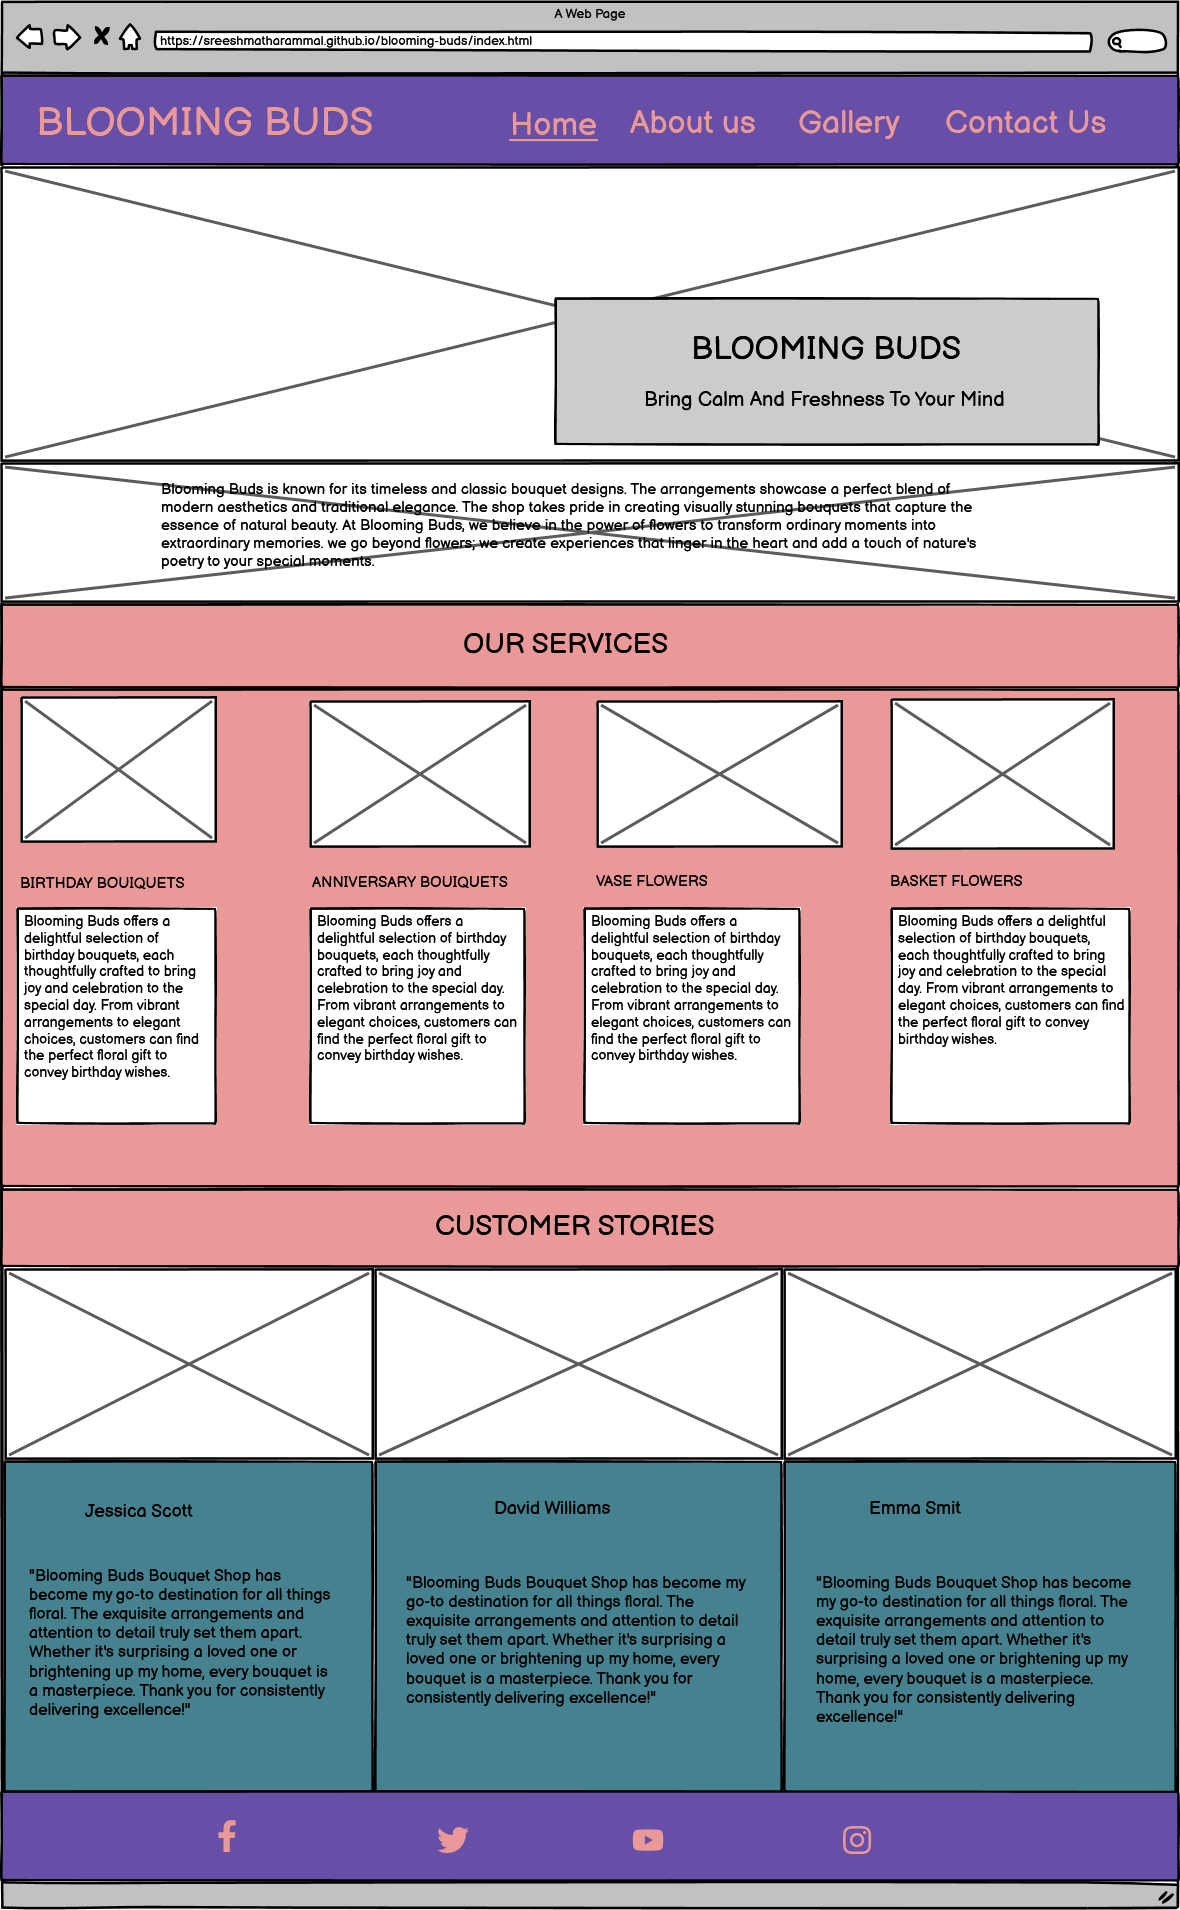 A Web Page
https://sreeshmatharammal.github.io/blooming-buds/index.html
BLOOMING BUDS
Home
About us
Gallery
Contact Us
BLOOMING BUDS
Bring Calm And Freshness To Your Mind
Blooming Buds is known for its timeless and classic bouquet designs. The arrangements showcase a perfect blend of
modern aesthetics and traditional elegance. The shop takes pride in creating visually stunning bouquets that capture the
essence of natural beauty. At Blooming Buds, we believe in the power of flowers to transform ordinary moments into
extraordinary memories. we go beyond flowers; we create experiences that linger in the heart and add a touch of nature's
poetry to your special moments.
OUR SERVICES
BIRTHDAY BOUIQUETS
Blooming Buds offers a
delightful selection of
birthday bouquets, each
thoughtfully crafted to bring
joy and celebration to the
special day. From vibrant
arrangements to elegant
choices, customers can find
the perfect floral gift to
convey birthday wishes.
ANNIVERSARY BOUIQUETS
Blooming Buds offers a
delightful selection of birthday
bouquets, each thoughtfully
crafted to bring joy and
celebration to the special day.
From vibrant arrangements to
elegant choices, customers can
find the perfect floral gift to
convey birthday wishes.
VASE FLOWERS
Blooming Buds offers a
delightful selection of birthday
bouquets, each thoughtfully
crafted to bring joy and
celebration to the special day.
From vibrant arrangements to
elegant choices, customers can
find the perfect floral gift to
convey birthday wishes.
BASKET FLOWERS
Blooming Buds offers a delightful
selection of birthday bouquets,
each thoughtfully crafted to bring
joy and celebration to the special
day. From vibrant arrangements to
elegant choices, customers can find
the perfect floral gift to convey
birthday wishes.
CUSTOMER STORIES
Jessica Scott
"Blooming Buds Bouquet Shop has
become my go-to destination for all things
floral. The exquisite arrangements and
attention to detail truly set them apart.
Whether it's surprising a loved one or
brightening up my home, every bouquet is
a masterpiece. Thank you for consistently
delivering excellence!"
David Williams
"Blooming Buds Bouquet Shop has become my
go-to destination for all things floral. The
exquisite arrangements and attention to detail
truly set them apart. Whether it's surprising a
loved one or brightening up my home, every
bouquet is a masterpiece. Thank you for
consistently delivering excellence!"
Emma Smit
"Blooming Buds Bouquet Shop has become
my go-to destination for all things floral. The
exquisite arrangements and attention to
detail truly set them apart. Whether it's
surprising a loved one or brightening up my
home, every bouquet is a masterpiece.
Thank you for consistently delivering
excellence!"